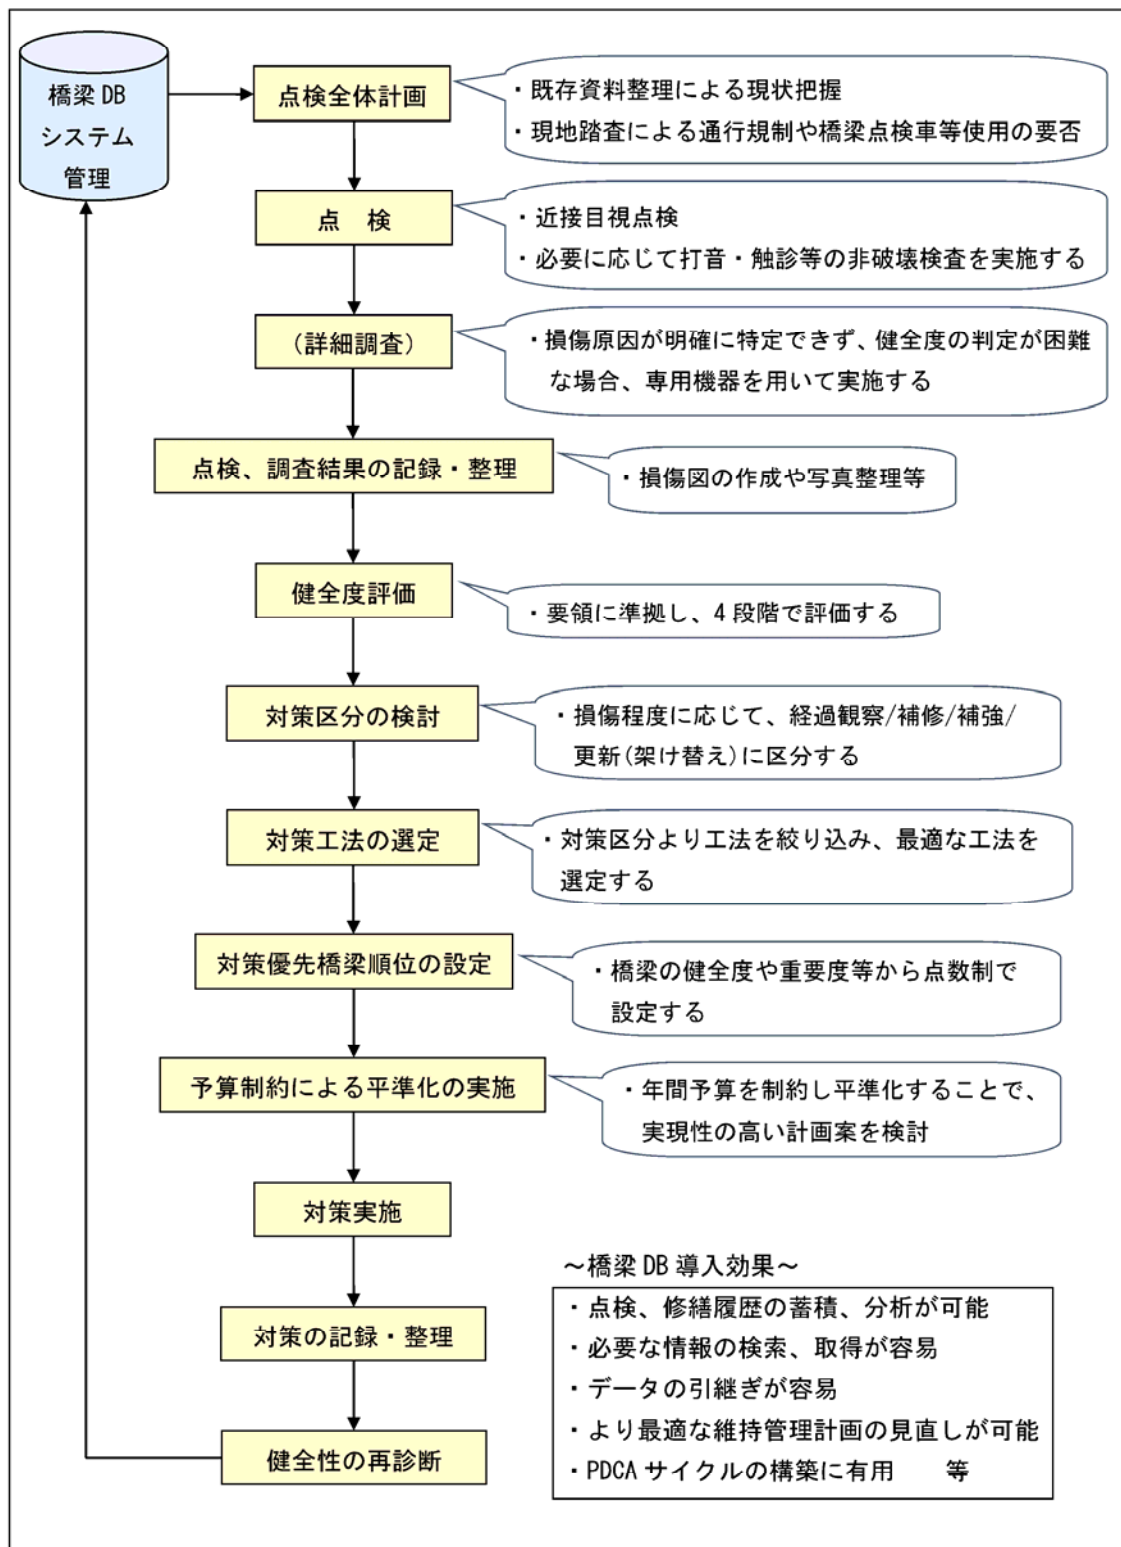 橋梁 DB
システム
管理
点検全体計画
・既存資料整理による現状把握
・現地踏査による通行規制や橋梁点検車等使用の要否
点　検
・近接目視点検
・必要に応じて打音・触診等の非破壊検査を実施する
（詳細調査）
・損傷原因が明確に特定できず、健全度の判定が困難
な場合、専用機器を用いて実施する
点検、調査結果の記録・整理
・損傷図の作成や写真整理等
健全度評価
・要領に準拠し、4 段階で評価する
対策区分の検討
・損傷程度に応じて、経過観察/補修/補強/
更新(架け替え)に区分する
対策工法の選定
・対策区分より工法を絞り込み、最適な工法を
選定する
対策優先橋梁順位の設定
・橋梁の健全度や重要度等から点数制で
設定する
予算制約による平準化の実施
・年間予算を制約し平準化することで、
実現性の高い計画案を検討
対策実施
対策の記録・整理
健全性の再診断
～橋梁 DB 導入効果～
・点検、修繕履歴の蓄積、分析が可能
・必要な情報の検索、取得が容易
・データの引継ぎが容易
・より最適な維持管理計画の見直しが可能
・PDCA サイクルの構築に有用　　等